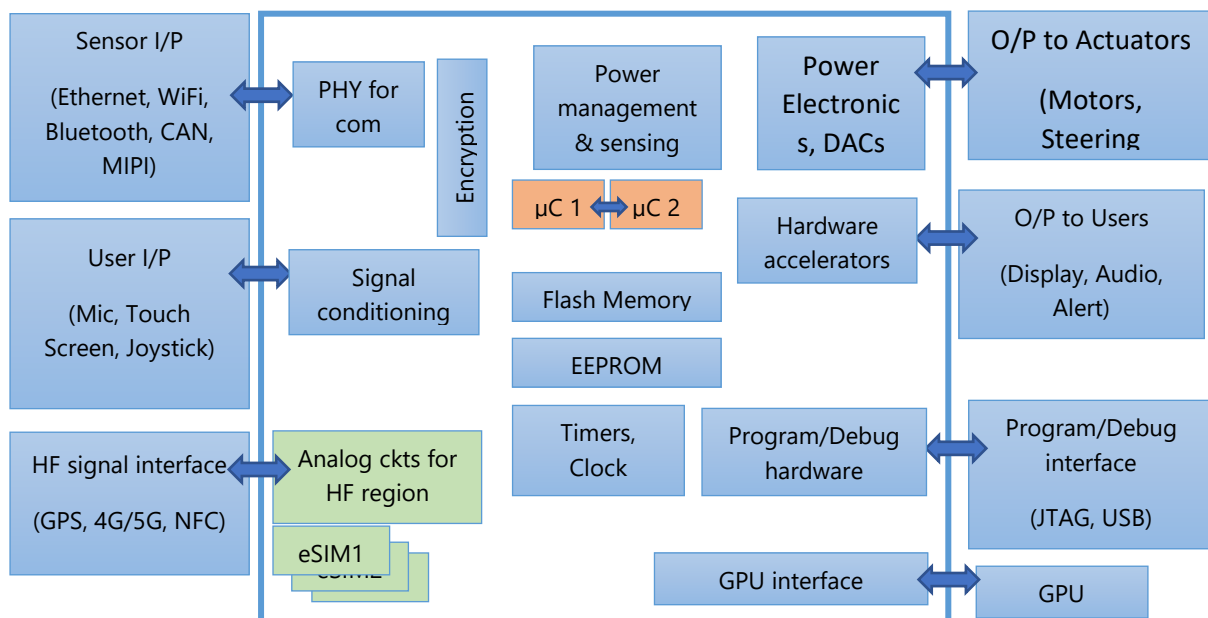 Sensor I/P
(Ethernet, WiFi,
Bluetooth, CAN,
MIPI)
PHY for
com
Encryption
Power
management
& sensing
Power
Electronic
s, DACs
O/P to Actuators
(Motors,
Steering
µC 1
µC 2
User I/P
(Mic, Touch
Screen, Joystick)
Signal
conditioning
Flash Memory
EEPROM
Hardware
accelerators
O/P to Users
(Display, Audio,
Alert)
HF signal interface
(GPS, 4G/5G, NFC)
Analog ckts for
HF region
eSIM1
eSIM2
Timers,
Clock
Program/Debug
hardware
Program/Debug
interface
(JTAG, USB)
GPU interface
GPU